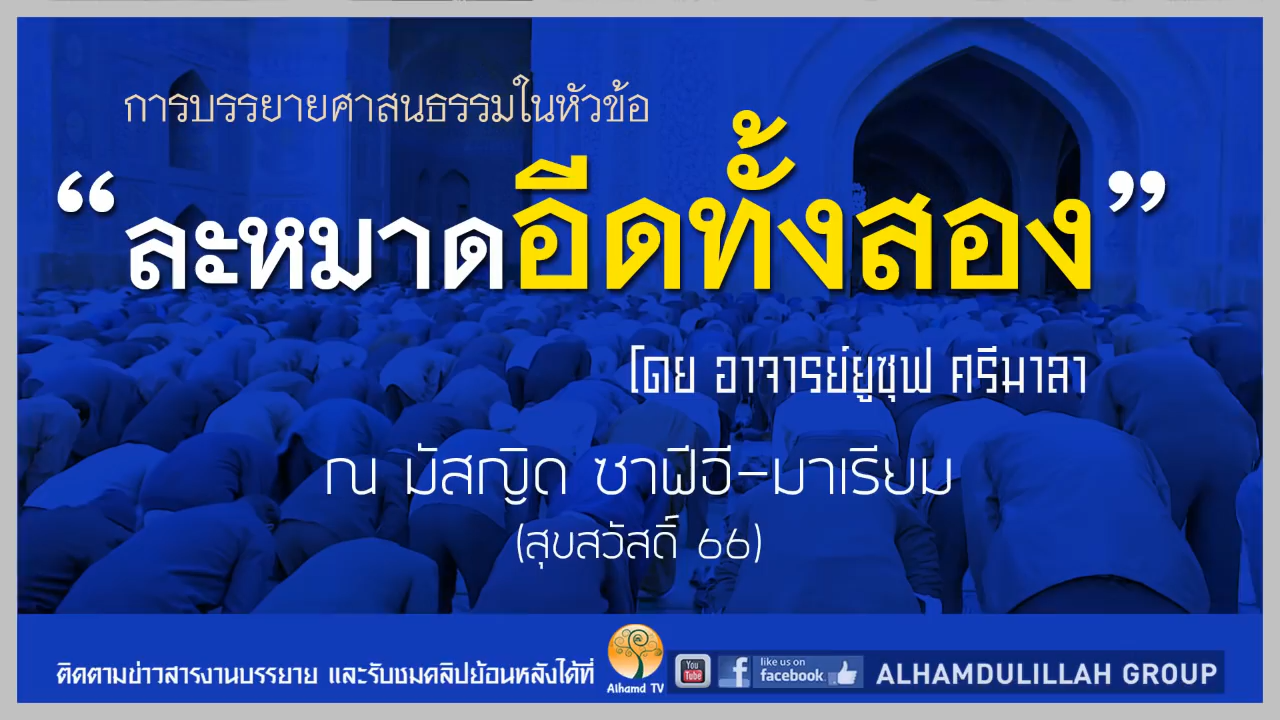 การบรรยายศาสนธรรมในหัวข้อ
“ละหมาดอีดทั้งสอง”
โดย อาจารย์ยูซุฟ ศรีมาลา
ณ มัสญิด ซาฟีอี-มาเรียม
(สุขสวัสดิ์ 66)
ติดตามข่าวสารงานบรรยาย และรับชมคลิปย้อนหลังได้ที่
Alhamd TV
You Tube
like us on facebook
ALHAMDULILLAH GROUP